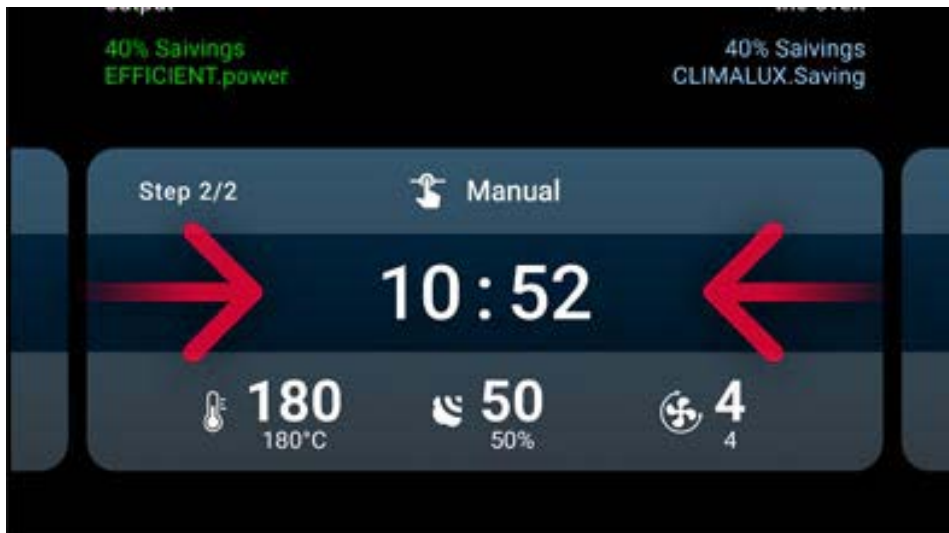 40% Saivings
EFFICIENT.power
40% Saivings
CLIMALUX.Saving
Step 2/2
Manual
10:52
180
50
4
180°C
50%
4